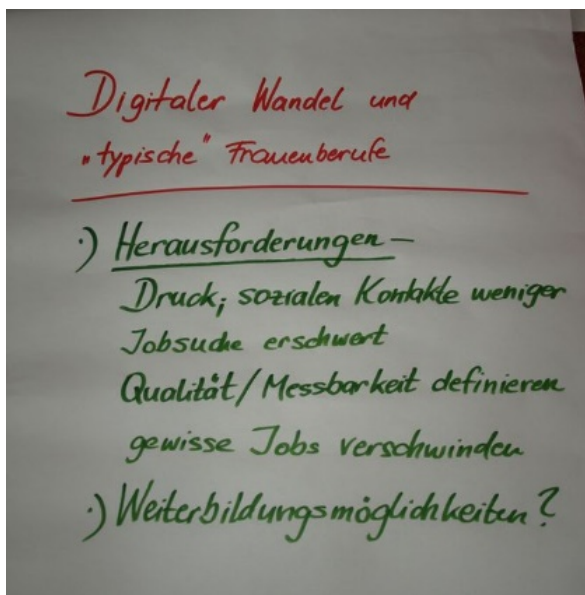 Digitaler Wandel und
"typische" Frauenberufe
·) Herausforderungen –
Druck; sozialen Kontakte weniger
Jobsuche erschwert
Qualität/Messbarkeit definieren
gewisse Jobs verschwinden
·) Weiterbildungsmöglichkeiten?